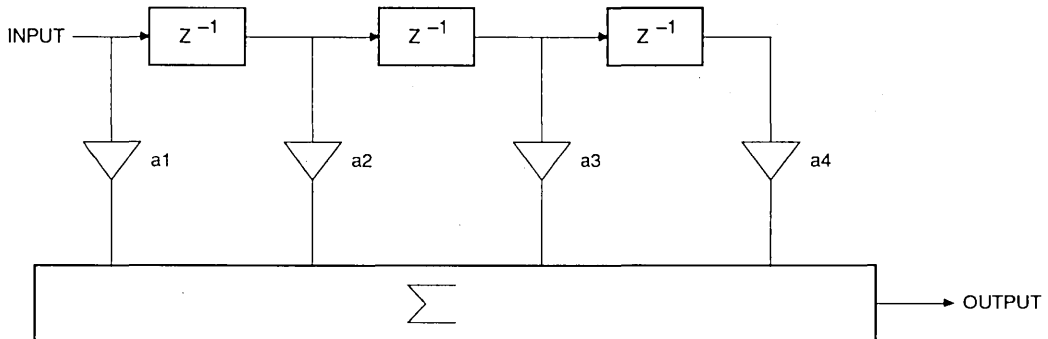 INPUT
Z⁻¹
Z⁻¹
Z⁻¹
a1
a2
a3
a4
Σ
OUTPUT